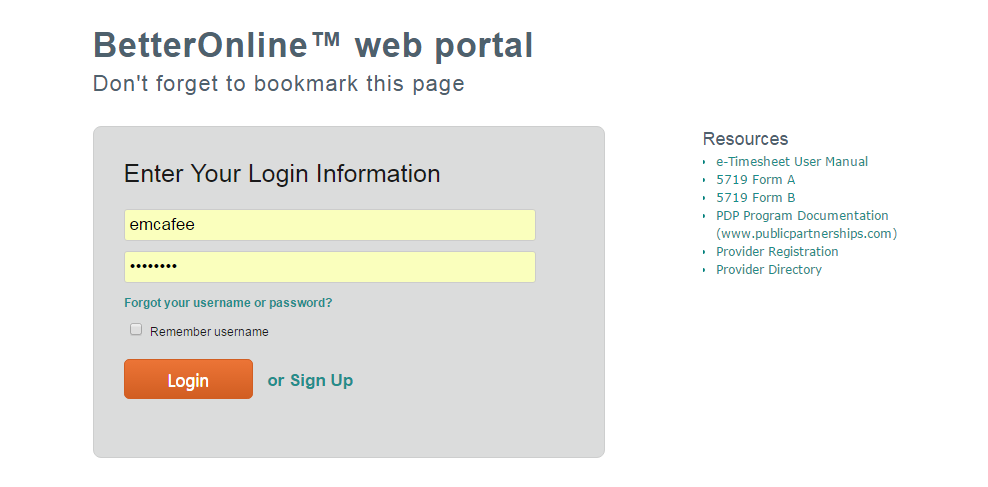 BetterOnline™ web portal
Don't forget to bookmark this page
Enter Your Login Information
emcafee
••••••••
Forgot your username or password?
Remember username
Login
or Sign Up
Resources
e-Timesheet User Manual
5719 Form A
5719 Form B
PDP Program Documentation
(www.publicpartnerships.com)
Provider Registration
Provider Directory